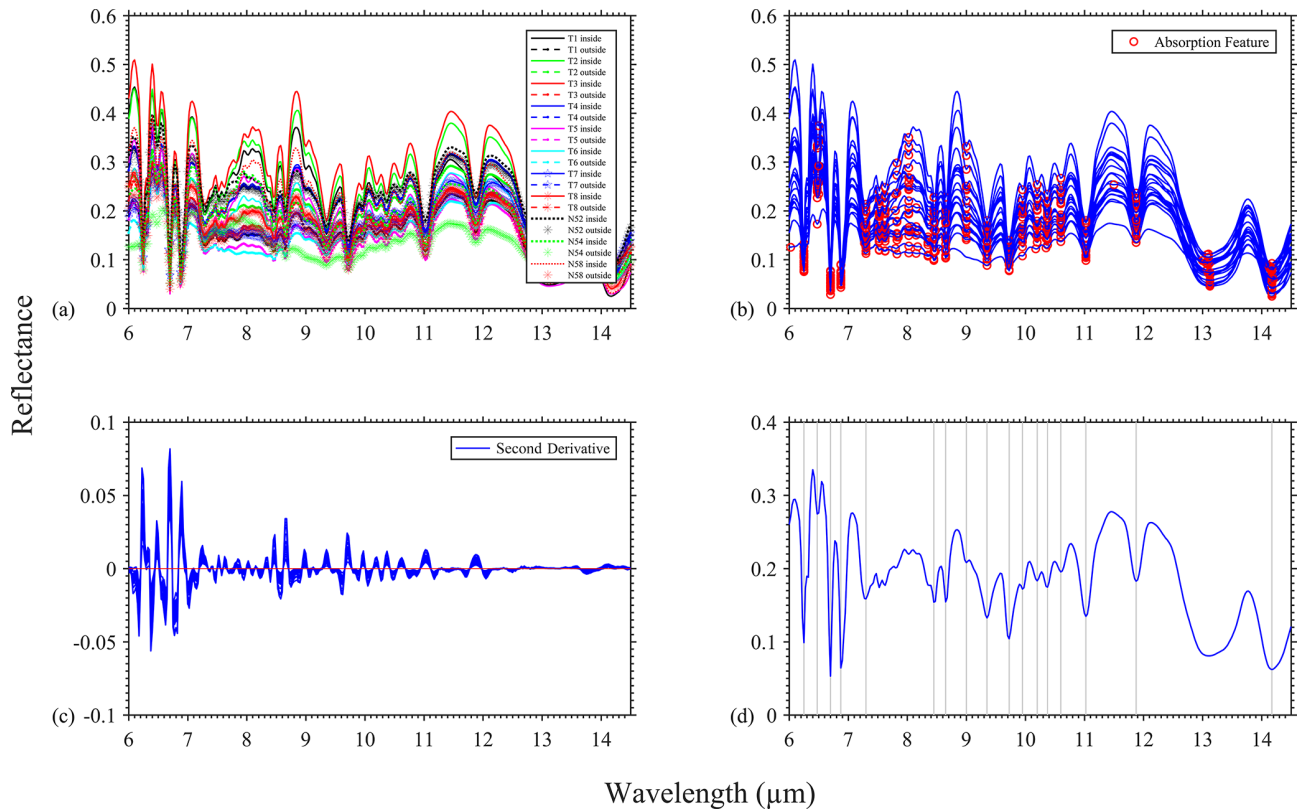 0.6
0.5
0.4
0.3
0.2
0.1
0
6 7 8 9 10 11 12 13 14
(a)
T1 inside
T1 outside
T2 inside
T2 outside
T3 inside
T3 outside
T4 inside
T4 outside
T5 inside
T5 outside
T6 inside
T6 outside
T7 inside
T7 outside
T8 inside
T8 outside
N52 inside
N52 outside
N54 inside
N54 outside
N58 inside
N58 outside
0.6
0.5
0.4
0.3
0.2
0.1
0
6 7 8 9 10 11 12 13 14
(b)
Absorption Feature
Reflectance
0.1
0.05
0
-0.05
-0.1
6 7 8 9 10 11 12 13 14
(c)
Second Derivative
0.4
0.3
0.2
0.1
0
6 7 8 9 10 11 12 13 14
(d)
Wavelength (µm)